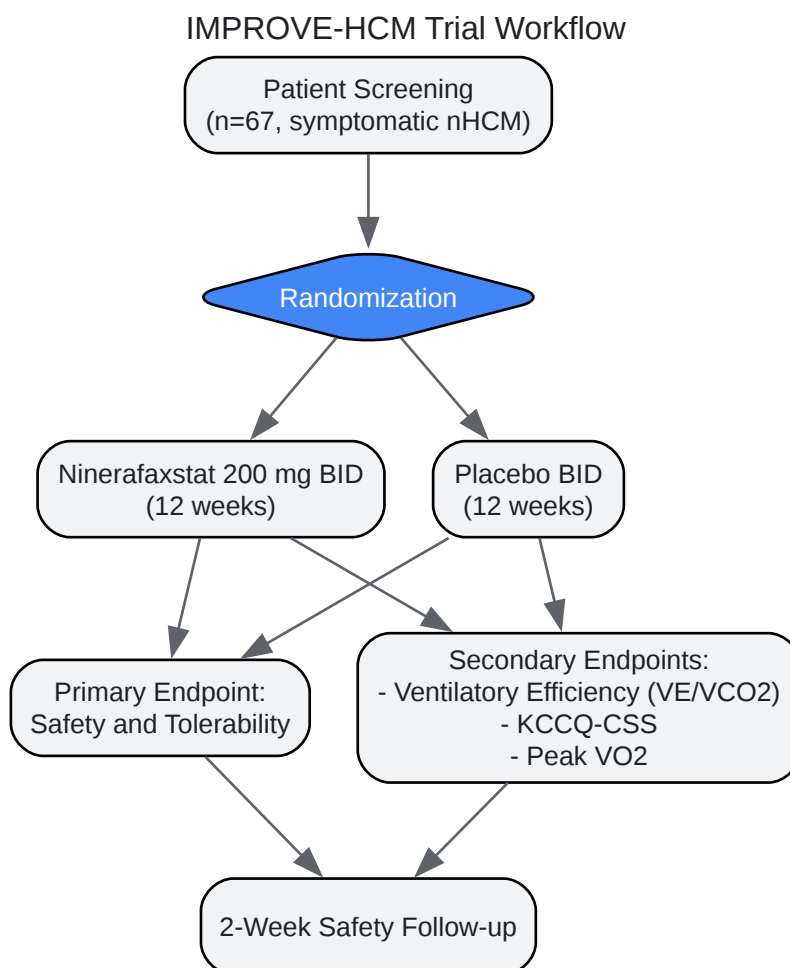 IMPROVE-HCM Trial Workflow
Patient Screening
(n=67, symptomatic nHCM)
Randomization
Ninerafaxstat 200 mg BID
(12 weeks)
Placebo BID
(12 weeks)
Primary Endpoint:
Safety and Tolerability
Secondary Endpoints:
- Ventilatory Efficiency (VE/VCO2)
- KCCQ-CSS
- Peak VO2
2-Week Safety Follow-up